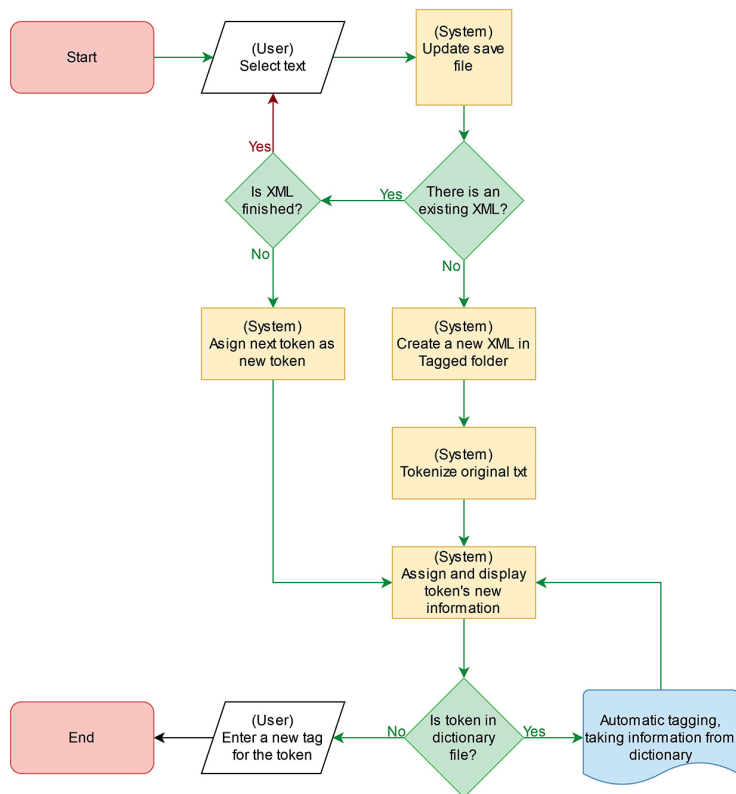 Start
(User)
Select text
(System)
Update save
file
Yes
Is XML
finished?
Yes
There is an
existing XML?
No
No
(System)
Asign next token as
new token
(System)
Create a new XML in
Tagged folder
(System)
Tokenize original txt
(System)
Assign and display
token's new
information
End
(User)
Enter a new tag
for the token
No
Is token in
dictionary
file?
Yes
Automatic tagging,
taking information from
dictionary